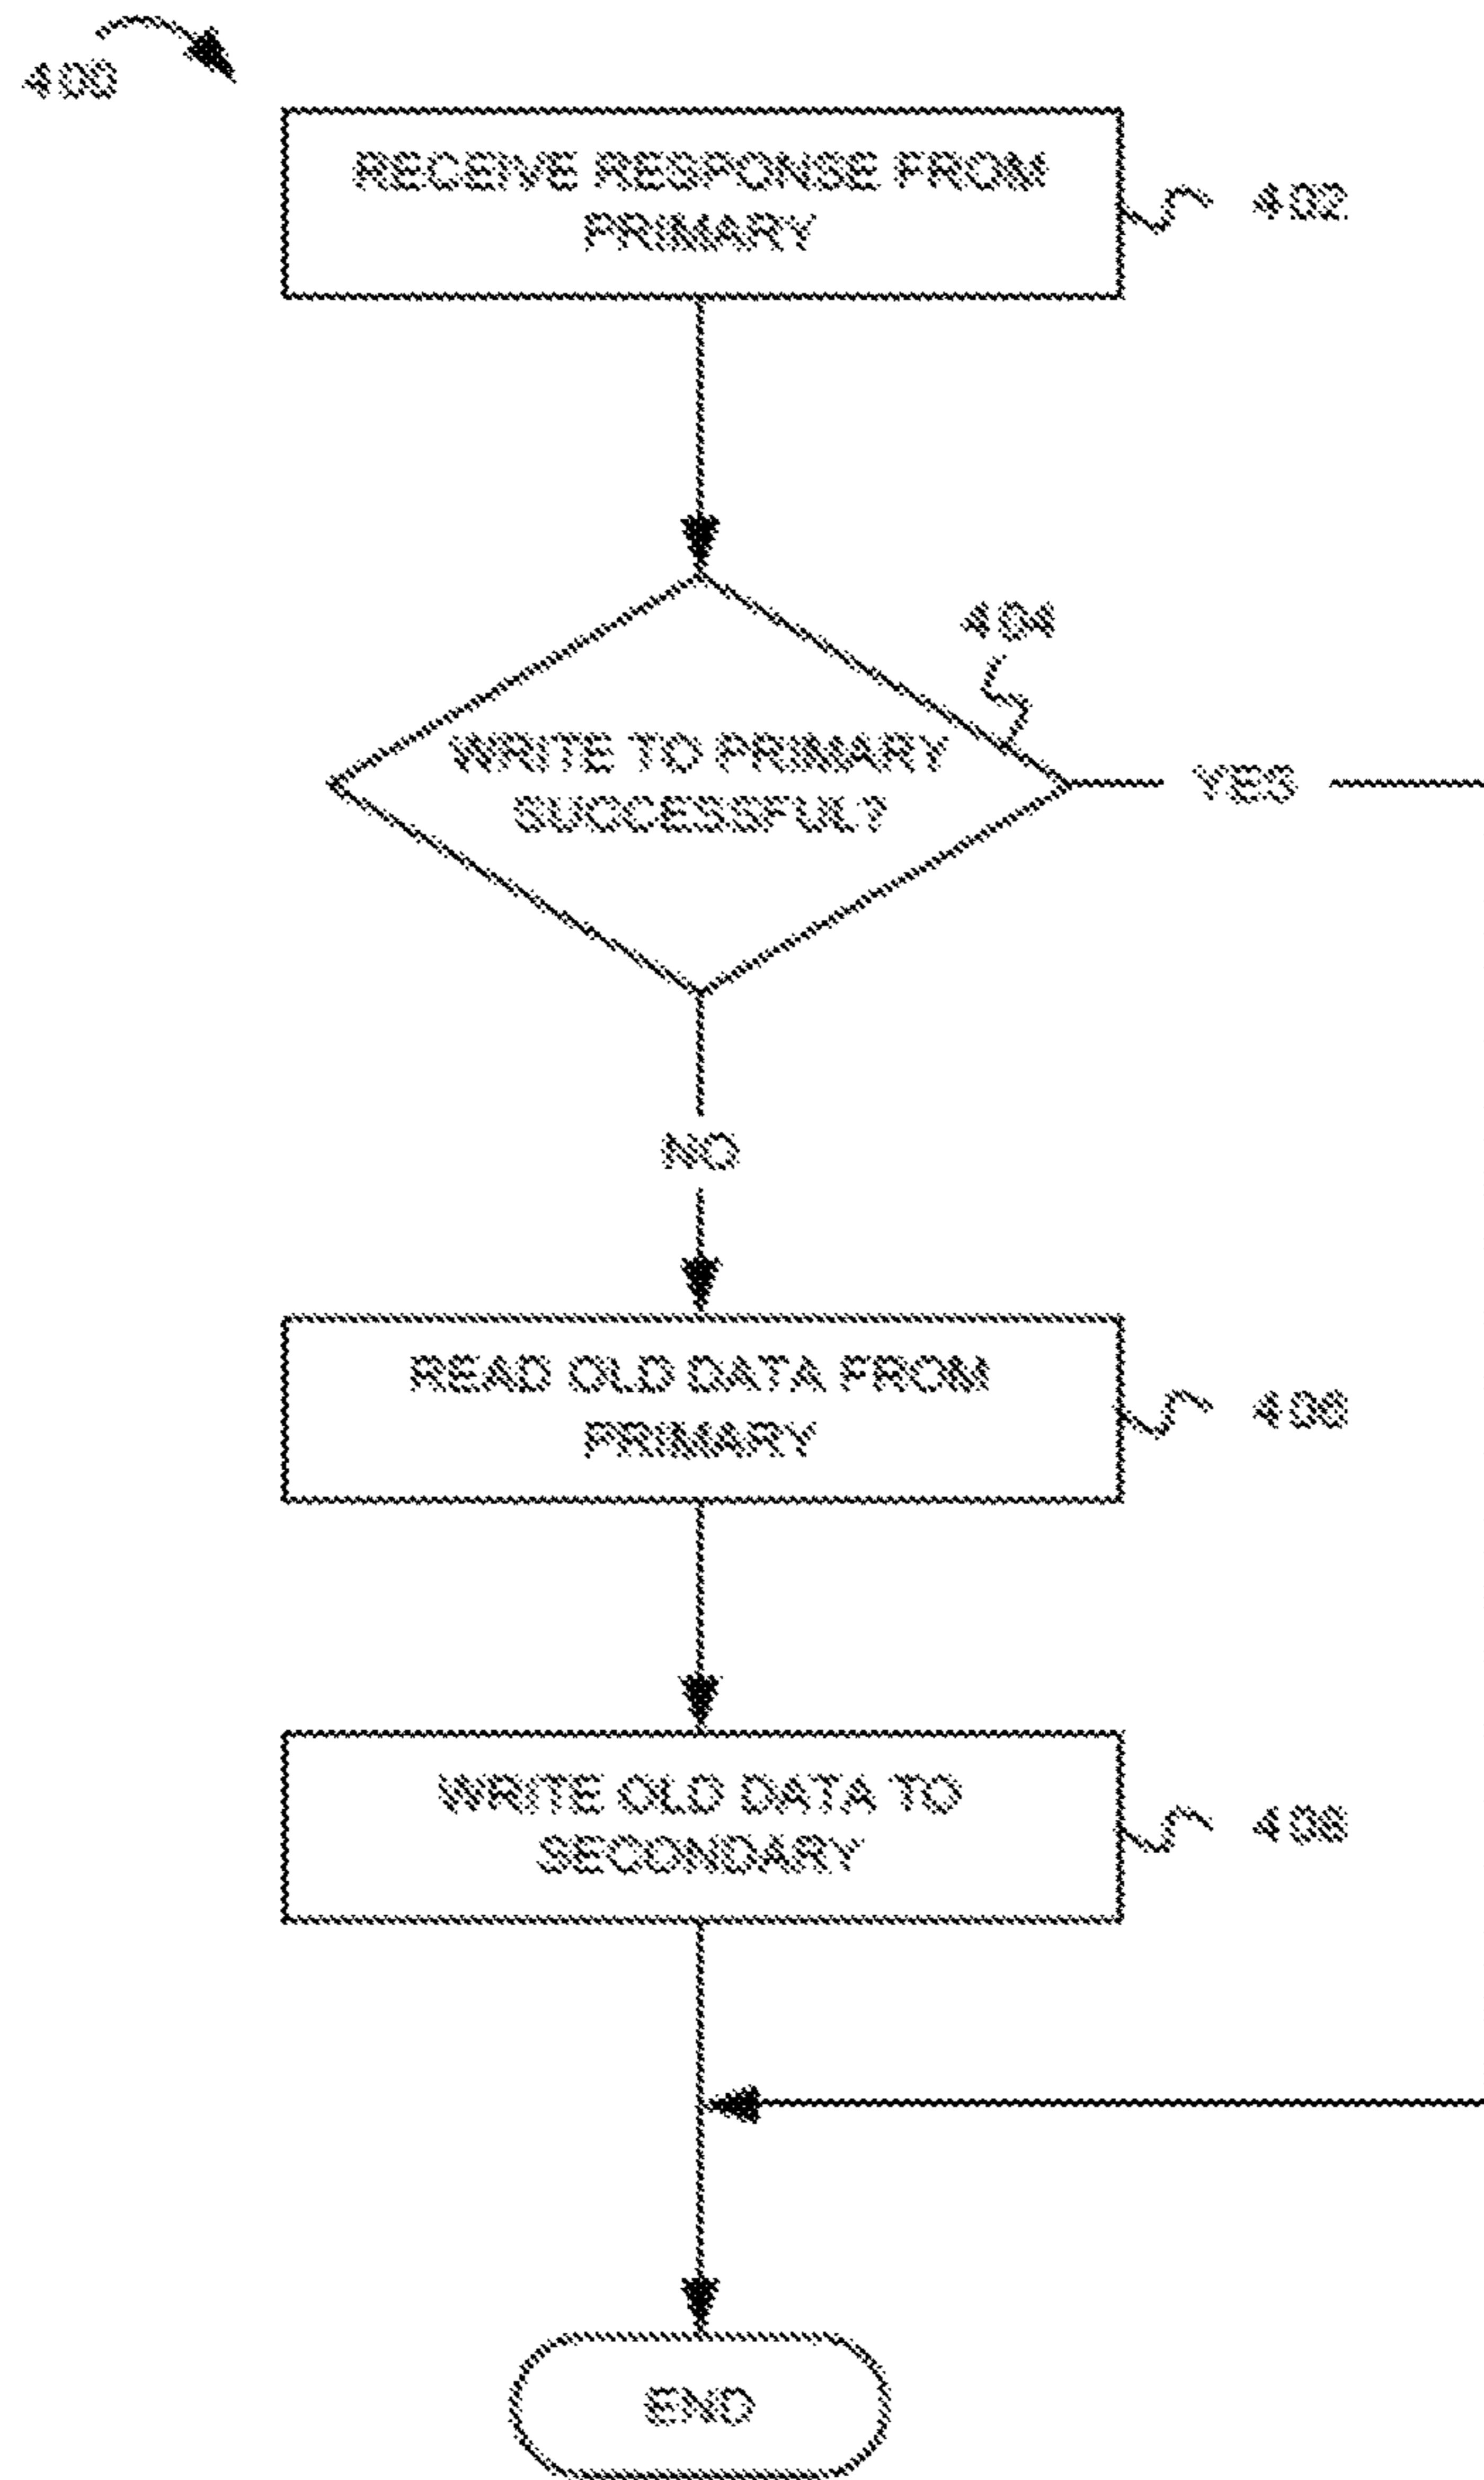 400
RECEIVE RESPONSE FROM
PRIMARY
402
404
WRITE TO PRIMARY
SUCCESSFUL?
YES
NO
READ OLD DATA FROM
PRIMARY
406
WRITE OLD DATA TO
SECONDARY
408
END